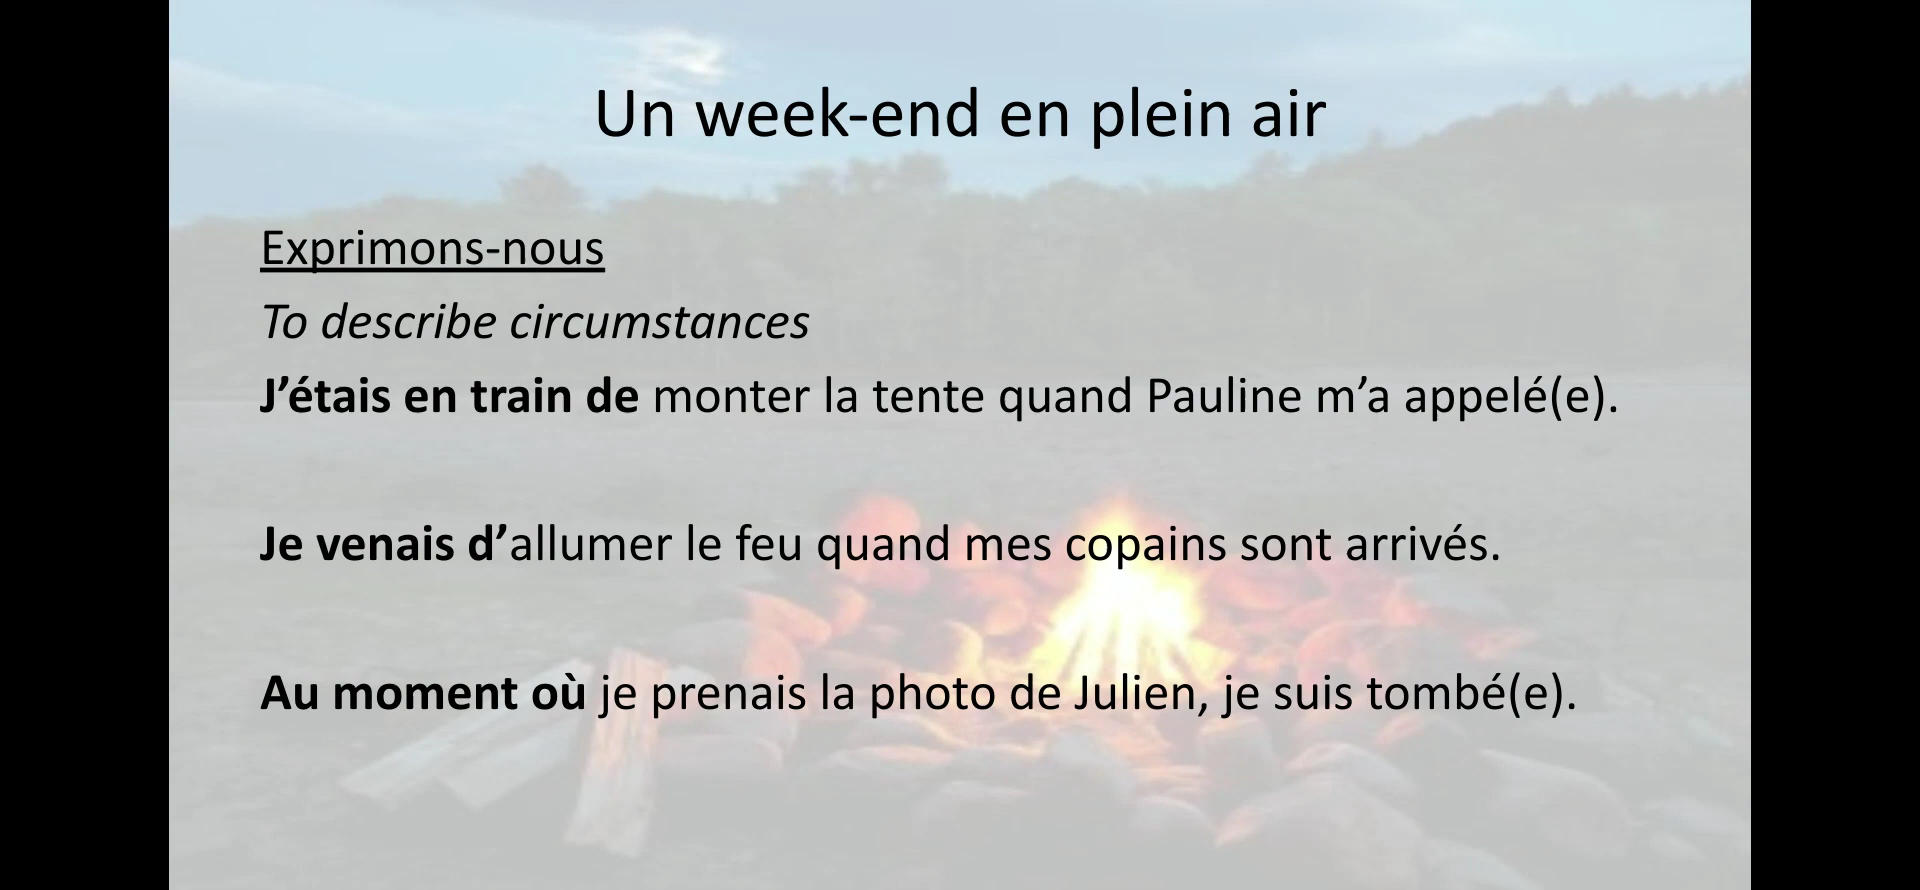 Un week-end en plein air
Exprimons-nous
To describe circumstances
J’étais en train de monter la tente quand Pauline m’a appelé(e).
Je venais d’allumer le feu quand mes copains sont arrivés.
Au moment où je prenais la photo de Julien, je suis tombé(e).